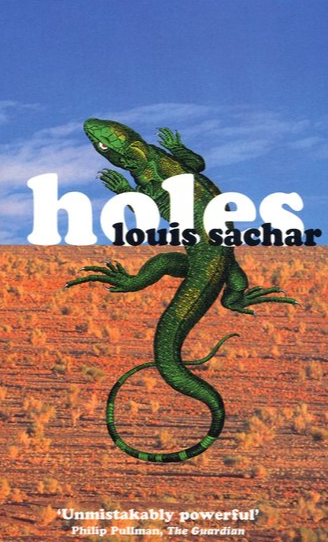 holes
louis sachar
'Unmistakably powerful'
Philip Pullman, The Guardian